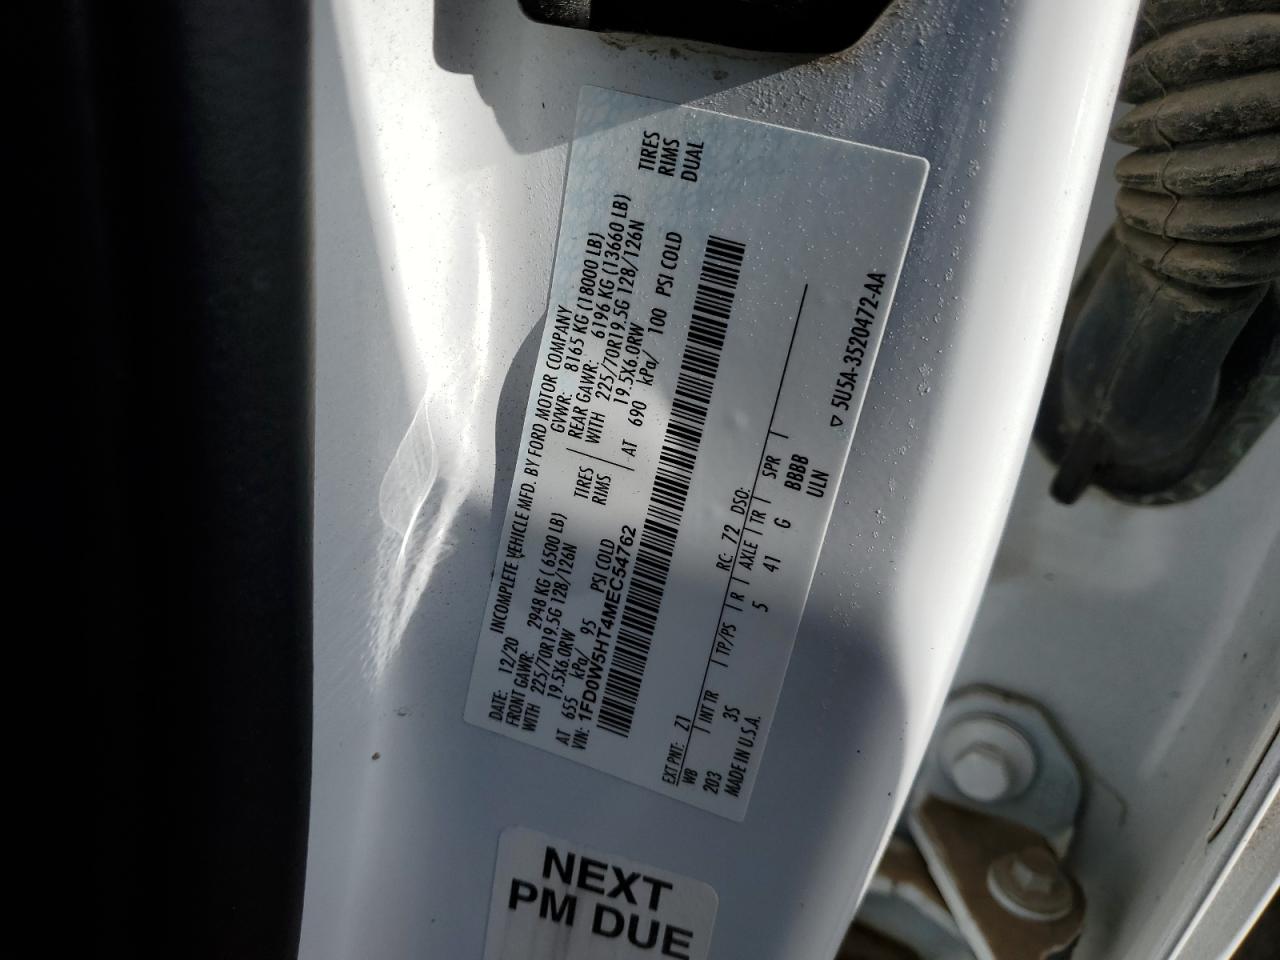 INCOMPLETE VEHICLE MFD. BY FORD MOTOR COMPANY
DATE: 12/20 GVWR: 8165 KG (18000 LB)
FRONT GAWR: 2948 KG (6500 LB) REAR GAWR: 6196 KG (13660 LB)
WITH 225/70R19.5G 128/126N TIRES WITH 225/70R19.5G 128/126N TIRES
19.5X6.0RW RIMS 19.5X6.0RW RIMS
AT 655 kPa/ 95 PSI COLD AT 690 kPa/ 100 PSI COLD DUAL
VIN: 1FD0W5HT4MEC54762
EXT PNT: Z1 RC: 72 DSO:
WB INT TR TP/PS R AXLE TR SPR
203 35 5 41 G BBBB
MADE IN U.S.A. ULN
▽ 5U5A-3520472-AA
NEXT
PM DUE